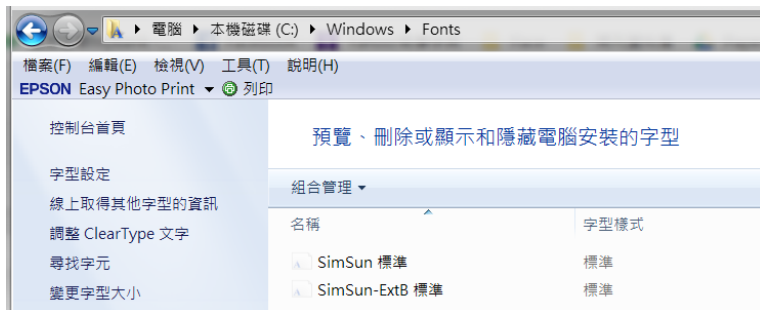 電腦 ▸ 本機磁碟 (C:) ▸ Windows ▸ Fonts
檔案(F) 編輯(E) 檢視(V) 工具(T) 說明(H)
EPSON Easy Photo Print ▾ 列印
控制台首頁
預覽、刪除或顯示和隱藏電腦安裝的字型
字型設定
組合管理 ▾
線上取得其他字型的資訊
名稱 字型樣式
調整 ClearType 文字
尋找字元
SimSun 標準 標準
變更字型大小
SimSun-ExtB 標準 標準